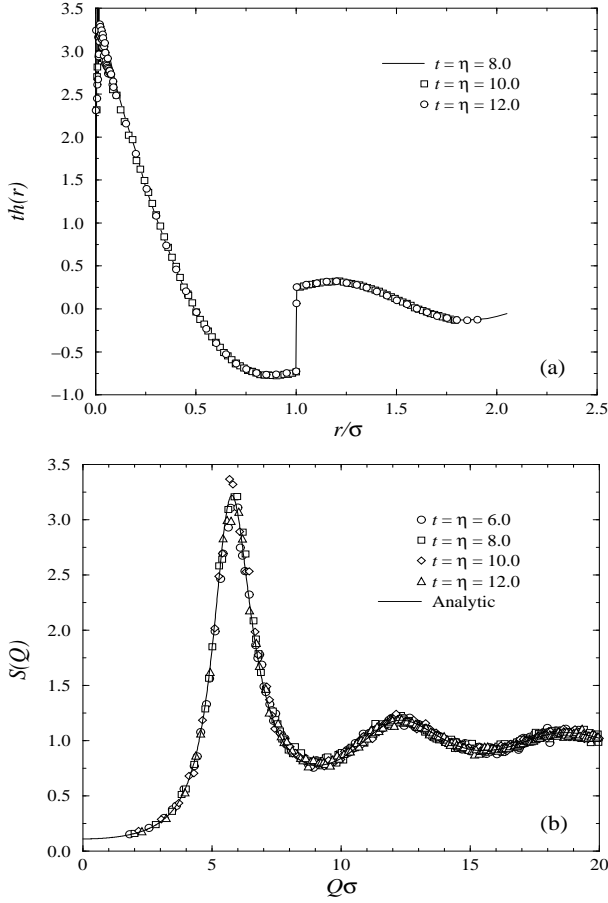 3.5
3.0
2.5
2.0
1.5
1.0
0.5
0.0
−0.5
−1.0
th(r)
t = η = 8.0
t = η = 10.0
t = η = 12.0
(a)
0.0 0.5 1.0 1.5 2.0 2.5
r/σ
3.5
3.0
2.5
2.0
1.5
1.0
0.5
0.0
S(Q)
t = η = 6.0
t = η = 8.0
t = η = 10.0
t = η = 12.0
Analytic
(b)
0 5 10 15 20
Qσ